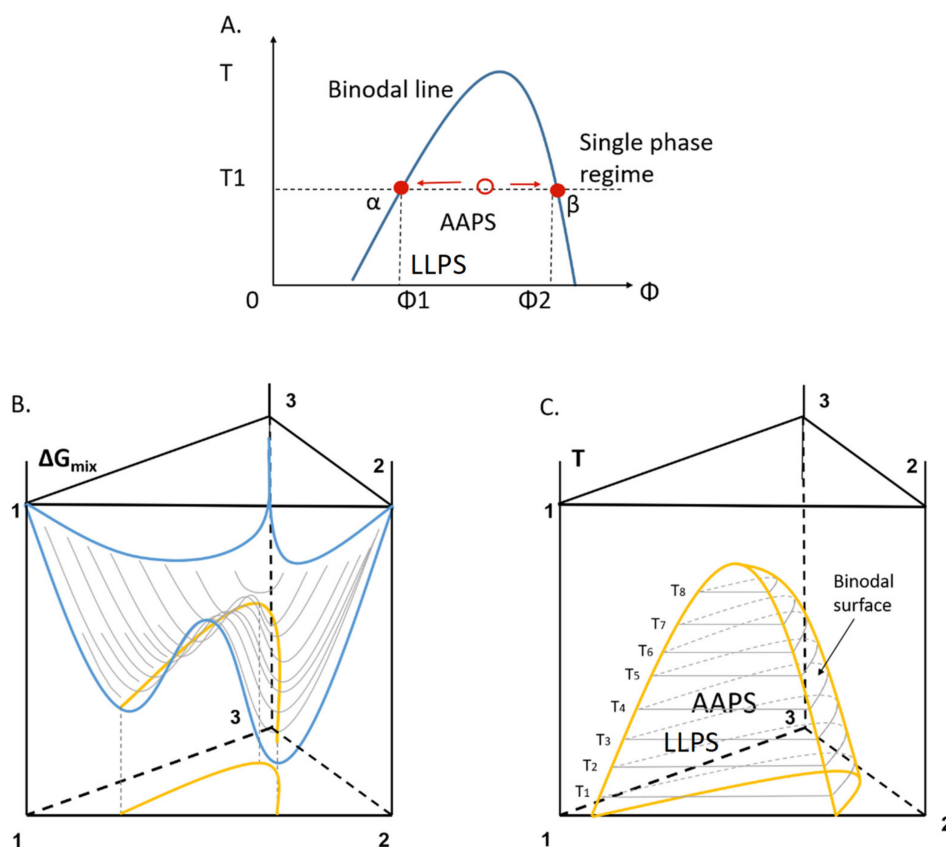 A.
T
Binodal line
Single phase
regime
T1
α
β
AAPS
LLPS
0
Φ1
Φ2
Φ
B.
3
ΔGmix
2
1
3
1
2
C.
3
T
2
1
T8
Binodal
surface
T7
T6
T5
T4
AAPS
3
T3
LLPS
T2
T1
1
2